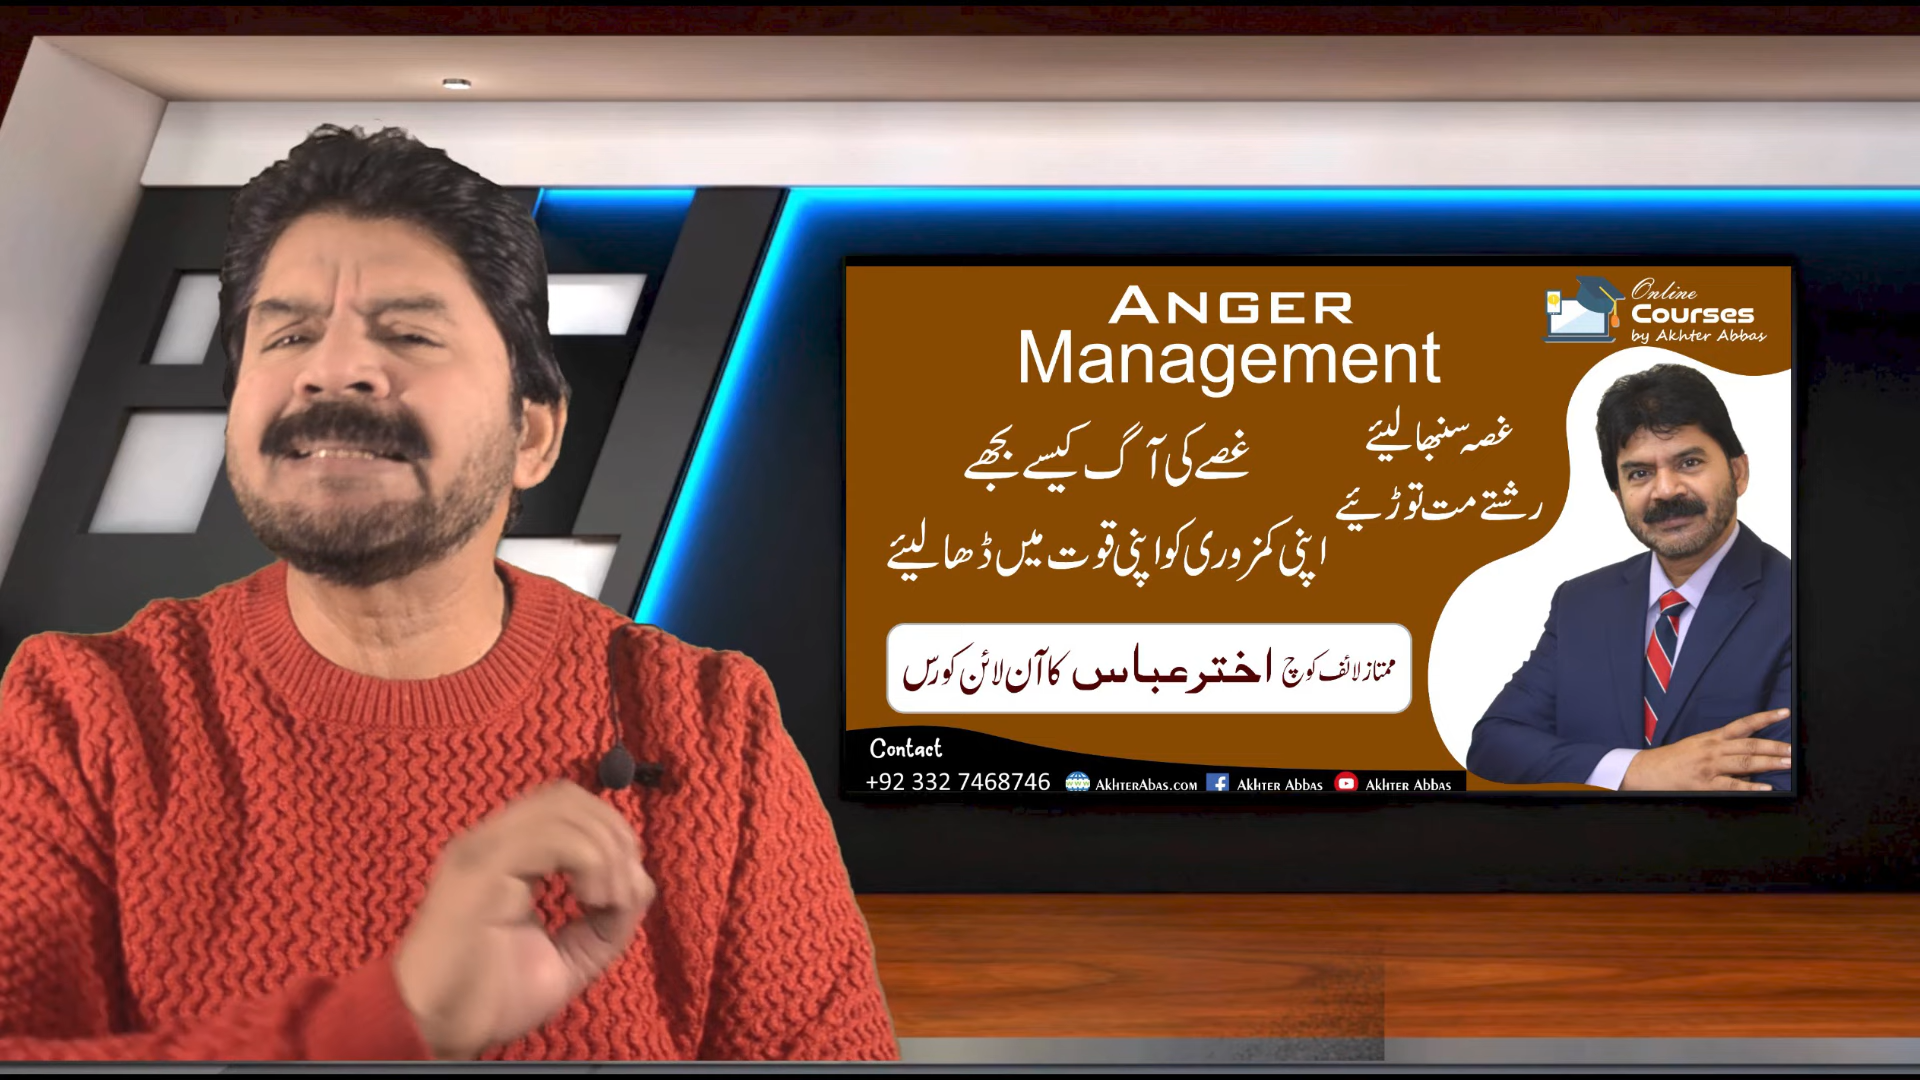 ANGER
Management
Online
Courses
by Akhter Abbas
غصہ سنبھالیئے
غصے کی آگ کیسے بجھے
رشتے مت توڑیئے
اپنی کمزوری کو اپنی قوت میں ڈھالیئے
ممتاز لائف کوچ اختر عباس کا آن لائن کورس
Contact
+92 332 7468746 AkhterAbas.com Akhter Abbas Akhter Abbas